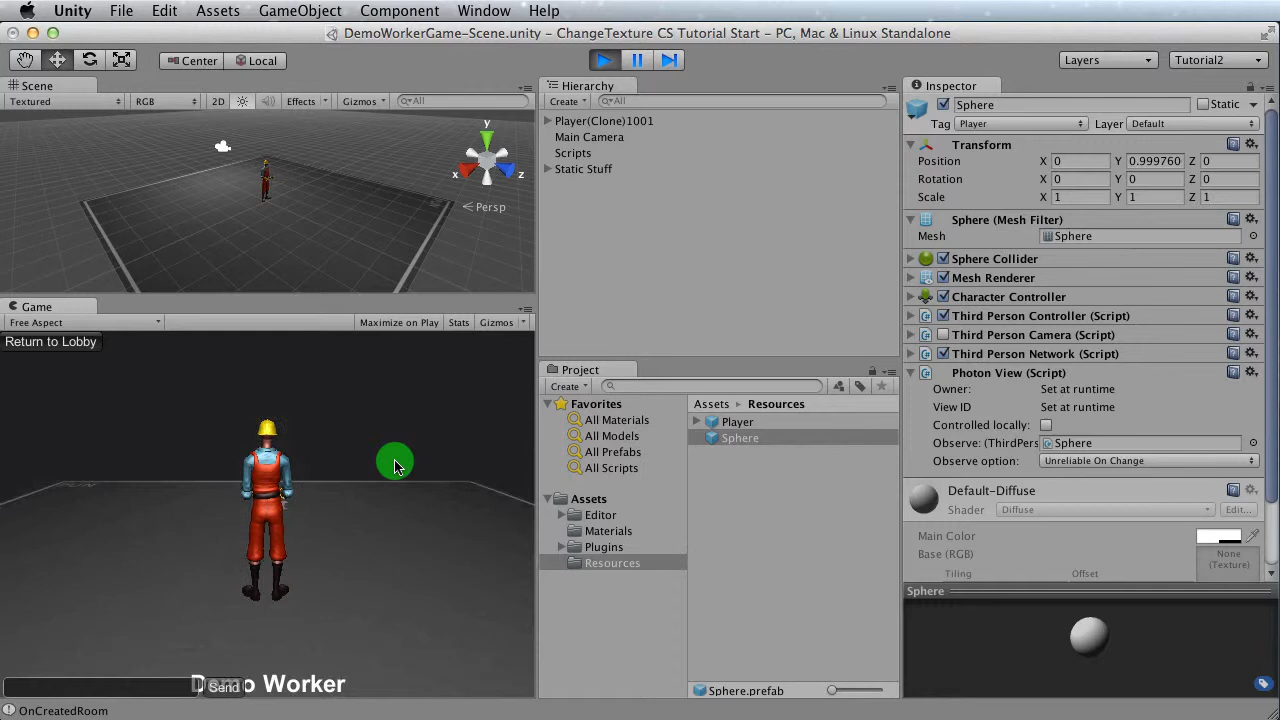 Unity File Edit Assets GameObject Component Window Help
DemoWorkerGame-Scene.unity - ChangeTexture CS Tutorial Start - PC, Mac & Linux Standalone
Center Local Layers Tutorial2
Scene
Textured RGB 2D Effects Gizmos All
y
x z
Persp
Game
Free Aspect Maximize on Play Stats Gizmos
Return to Lobby
Send
Demo Worker
OnCreatedRoom
Hierarchy
Create All
Player(Clone)1001
Main Camera
Scripts
Static Stuff
Project
Create
Favorites
All Materials
All Models
All Prefabs
All Scripts
Assets
Editor
Materials
Plugins
Resources
Assets Resources
Player
Sphere
Sphere.prefab
Inspector
Sphere Static
Tag Player Layer Default
Transform
Position X 0 Y 0.999760 Z 0
Rotation X 0 Y 0 Z 0
Scale X 1 Y 1 Z 1
Sphere (Mesh Filter)
Mesh Sphere
Sphere Collider
Mesh Renderer
Character Controller
Third Person Controller (Script)
Third Person Camera (Script)
Third Person Network (Script)
Photon View (Script)
Owner: Set at runtime
View ID Set at runtime
Controlled locally:
Observe: (ThirdPers Sphere
Observe option: Unreliable On Change
Default-Diffuse
Shader Diffuse Edit...
Main Color
Base (RGB) None
(Texture)
Tiling Offset
Sphere